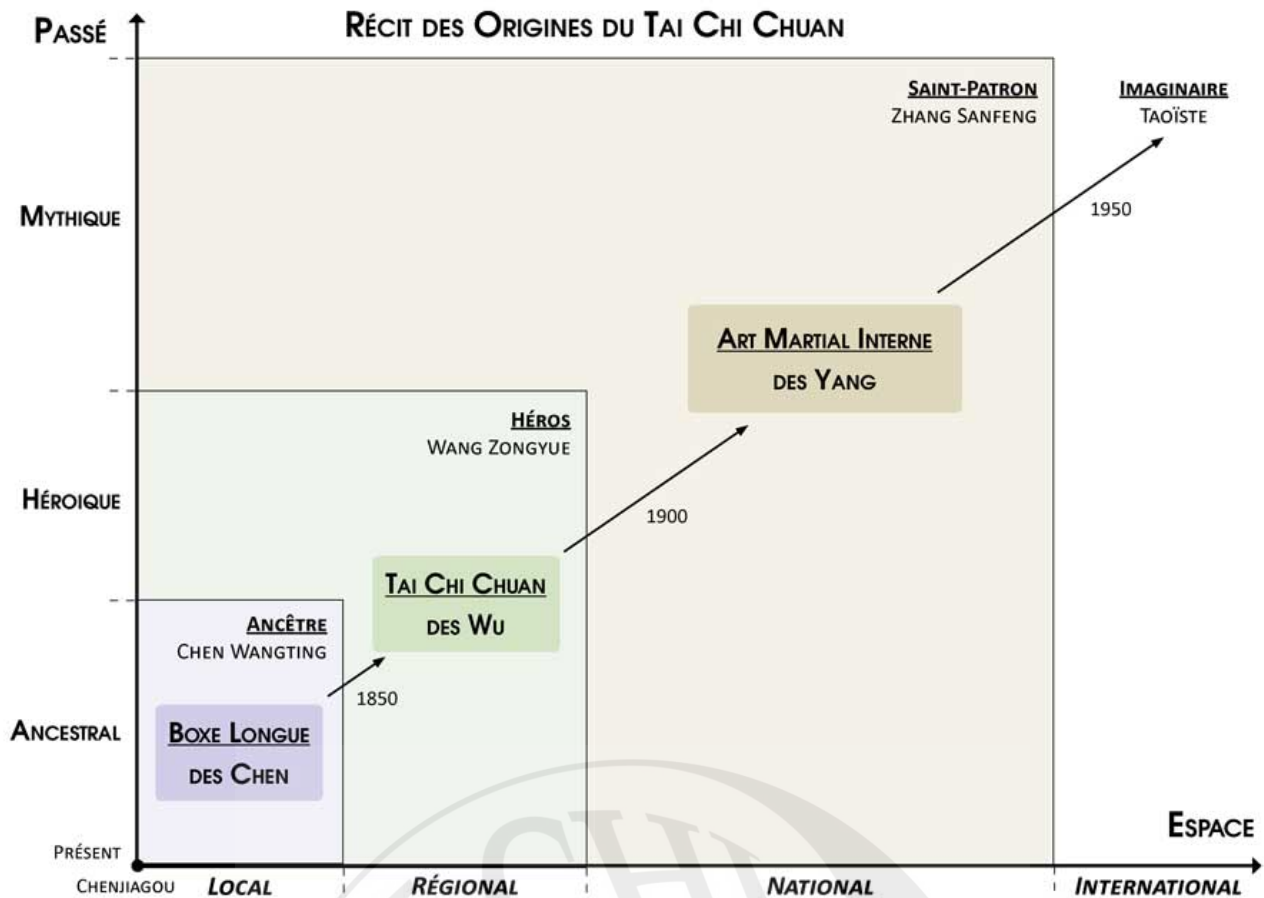 Récit des Origines du Tai Chi Chuan
Passé
Saint-Patron
Zhang Sanfeng
Imaginaire
Taoïste
1950
Mythique
Art Martial Interne
des Yang
Héros
Wang Zongyue
1900
Héroique
Tai Chi Chuan
des Wu
Ancêtre
Chen Wangting
1850
Ancestral
Boxe Longue
des Chen
Espace
Présent
Chenjiagou
Local
Régional
National
International
CHI